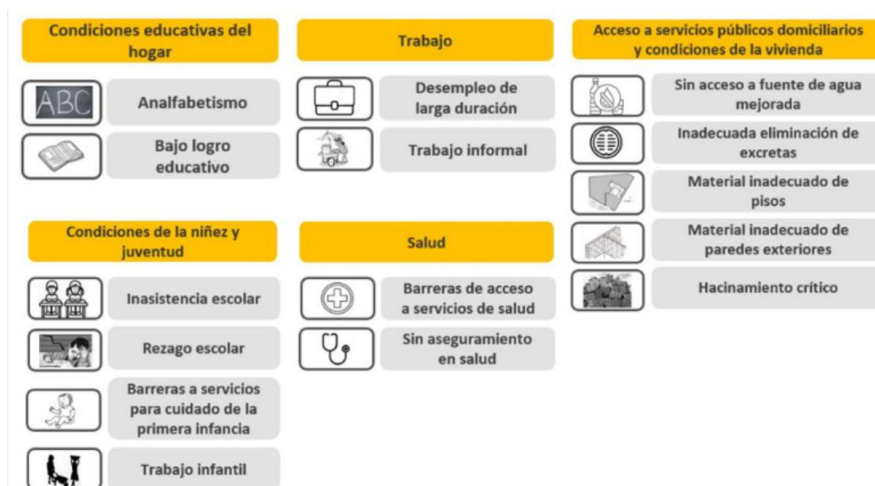 Condiciones educativas del
hogar
ABC
Analfabetismo
Bajo logro
educativo
Trabajo
Desempleo de
larga duración
Trabajo informal
Acceso a servicios públicos domiciliarios
y condiciones de la vivienda
Sin acceso a fuente de agua
mejorada
Inadecuada eliminación de
excretas
Material inadecuado de
pisos
Material inadecuado de
paredes exteriores
Hacinamiento crítico
Condiciones de la niñez y
juventud
Inasistencia escolar
Rezago escolar
Barreras a servicios
para cuidado de la
primera infancia
Trabajo infantil
Salud
Barreras de acceso
a servicios de salud
Sin aseguramiento
en salud